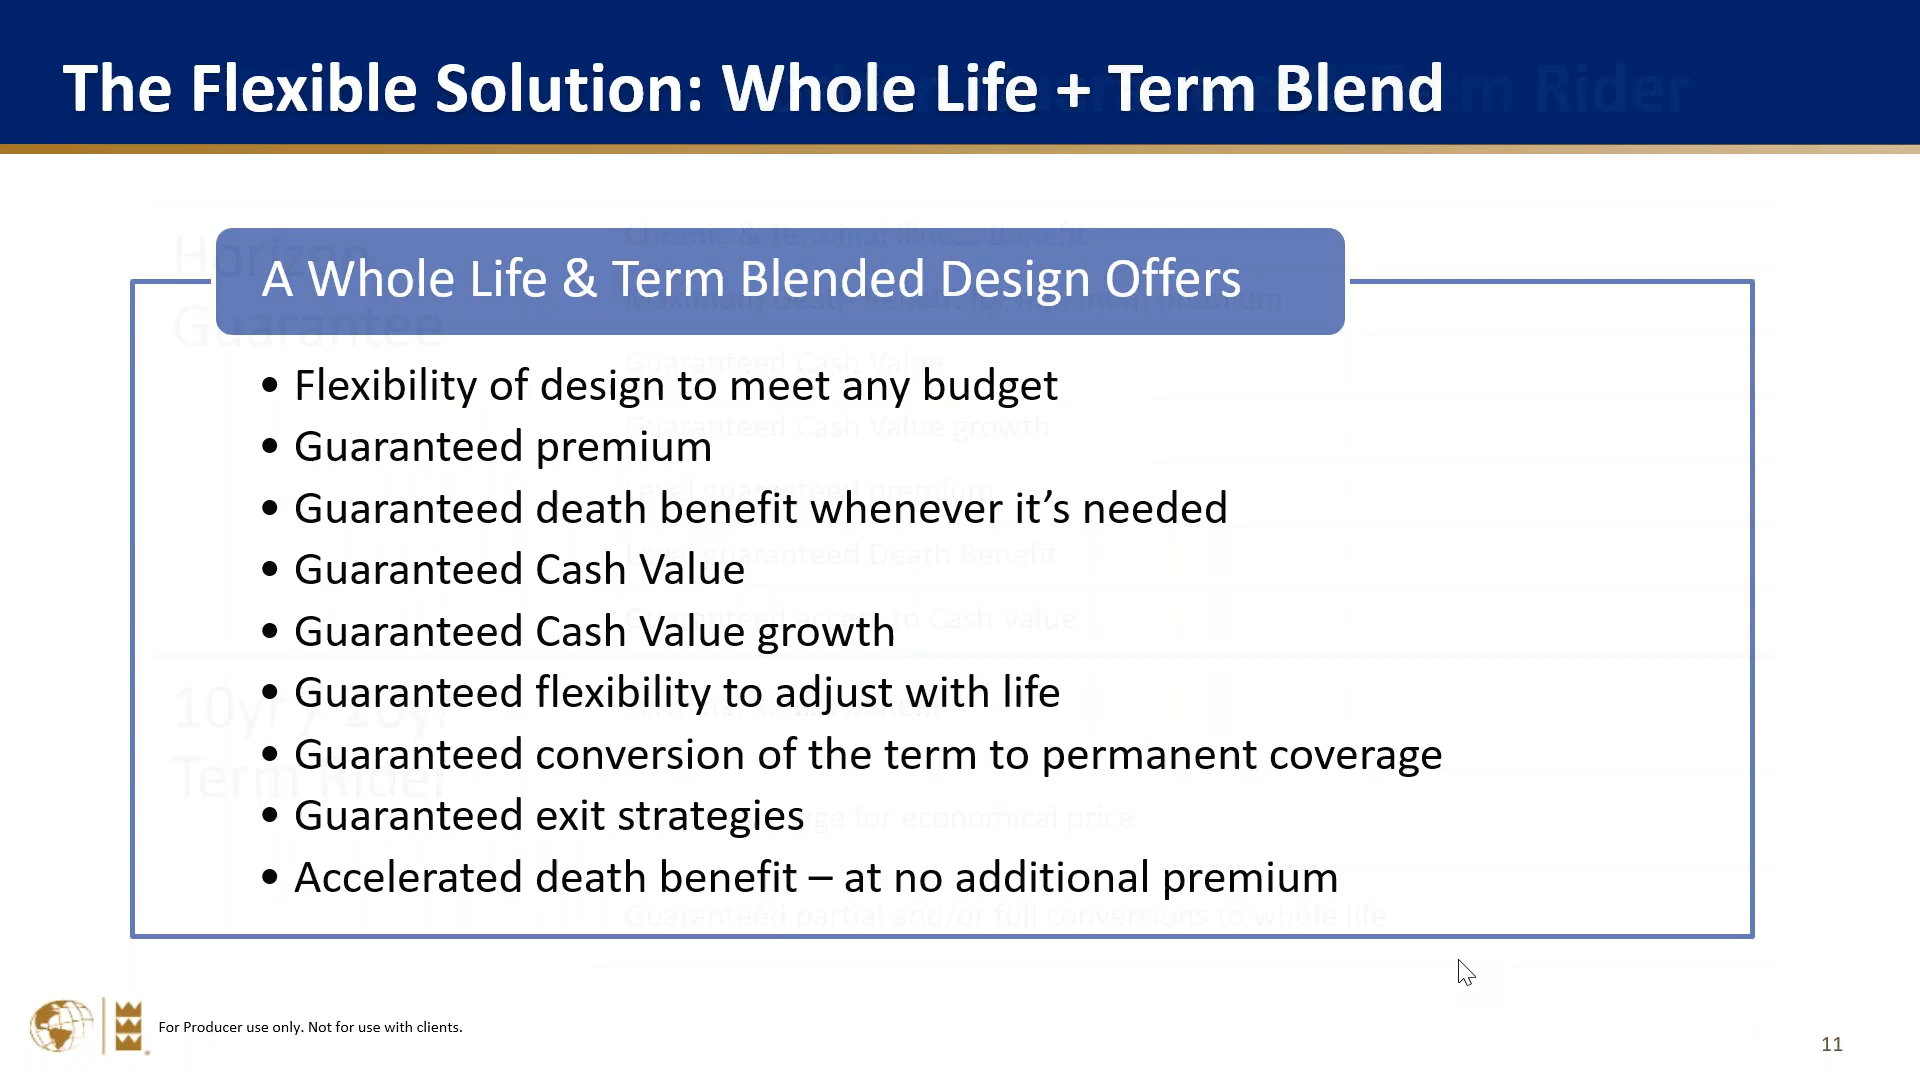 The Flexible Solution: Whole Life + Term Blend
A Whole Life & Term Blended Design Offers
• Flexibility of design to meet any budget
• Guaranteed premium
• Guaranteed death benefit whenever it’s needed
• Guaranteed Cash Value
• Guaranteed Cash Value growth
• Guaranteed flexibility to adjust with life
• Guaranteed conversion of the term to permanent coverage
• Guaranteed exit strategies
• Accelerated death benefit – at no additional premium
For Producer use only. Not for use with clients.
11